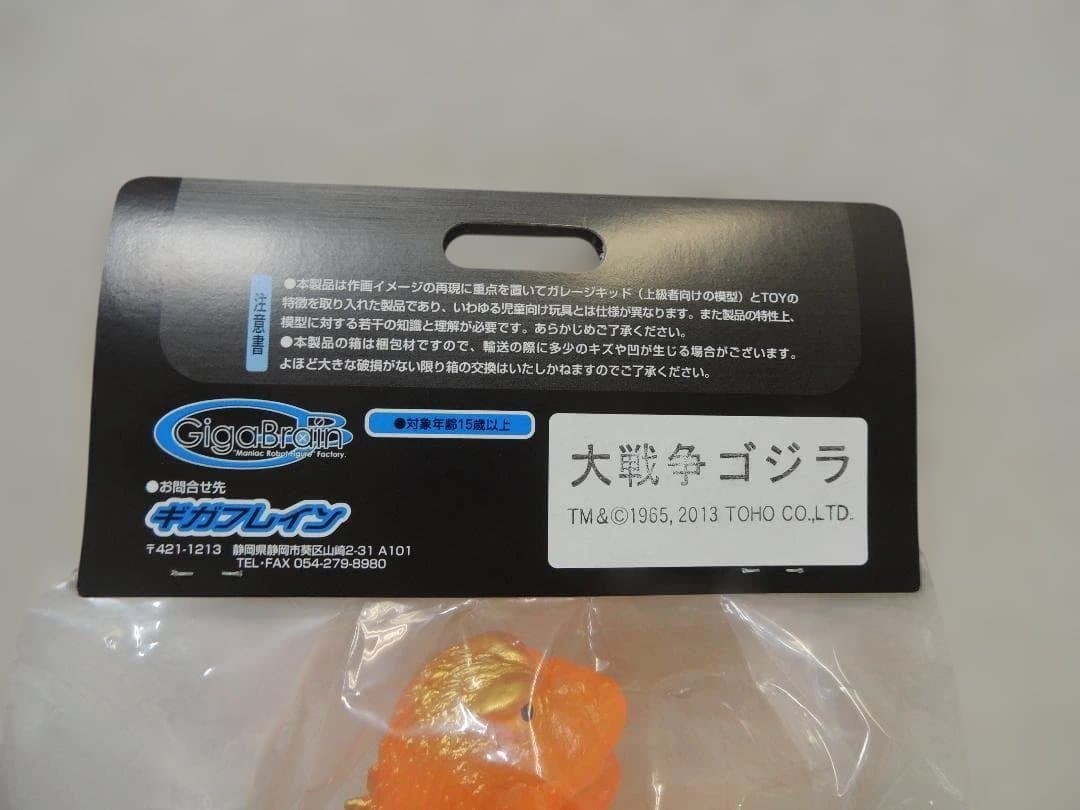 注意書
●本製品は作画イメージの再現に重点を置いてガレージキッド（上級者向けの模型）とTOYの
特徴を取り入れた製品であり、いわゆる児童向け玩具とは仕様が異なります。また製品の特性上、
模型に対する若干の知識と理解が必要です。あらかじめご了承ください。
●本製品の箱は梱包材ですので、輸送の際に多少のキズや凹が生じる場合がございます。
よほど大きな破損がない限り箱の交換はいたしかねますのでご了承ください。
GigaBrain
"Maniac Robot Figure" Factory.
●対象年齢15歳以上
●お問合せ先
ギガブレイン
〒421-1213 静岡県静岡市葵区山崎2-31 A101
TEL・FAX 054-279-8980
大戦争ゴジラ
TM&©1965, 2013 TOHO CO.,LTD.